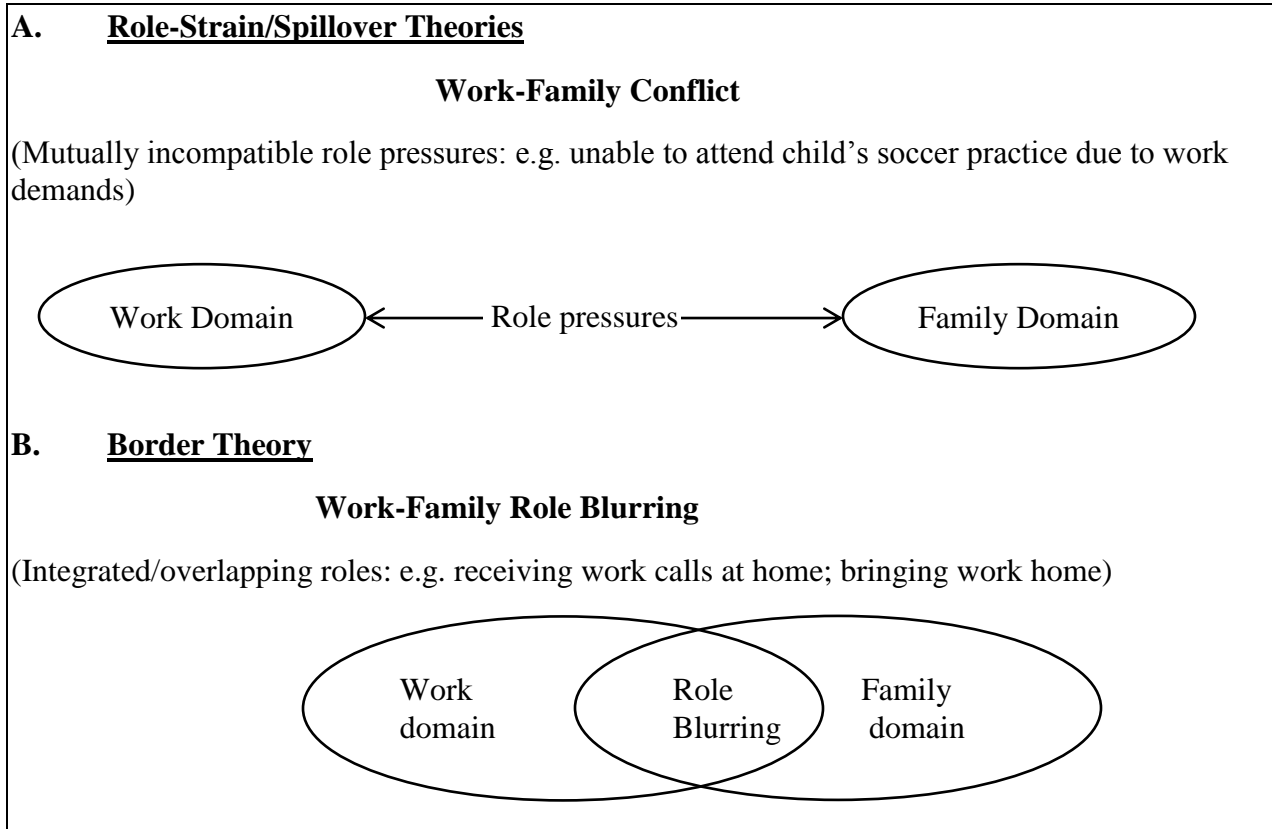 A. Role-Strain/Spillover Theories
Work-Family Conflict
(Mutually incompatible role pressures: e.g. unable to attend child’s soccer practice due to work
demands)
Work Domain Role pressures Family Domain
B. Border Theory
Work-Family Role Blurring
(Integrated/overlapping roles: e.g. receiving work calls at home; bringing work home)
Work
domain
Role
Blurring
Family
domain